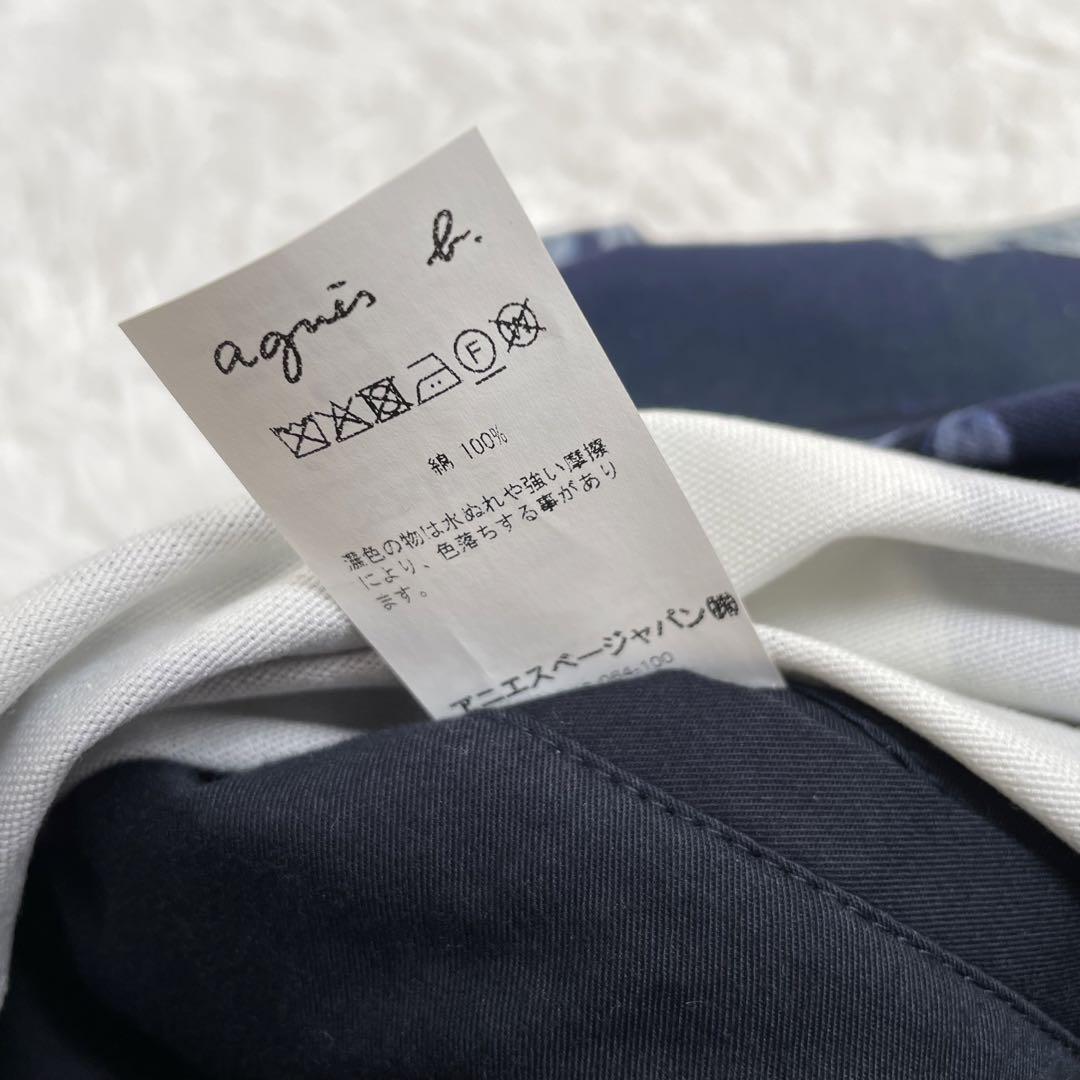 agnès b.
F
綿 100%
濃色の物は水ぬれや強い摩擦
により、色落ちする事があり
ます。
アニエスベージャパン㈱
064-100